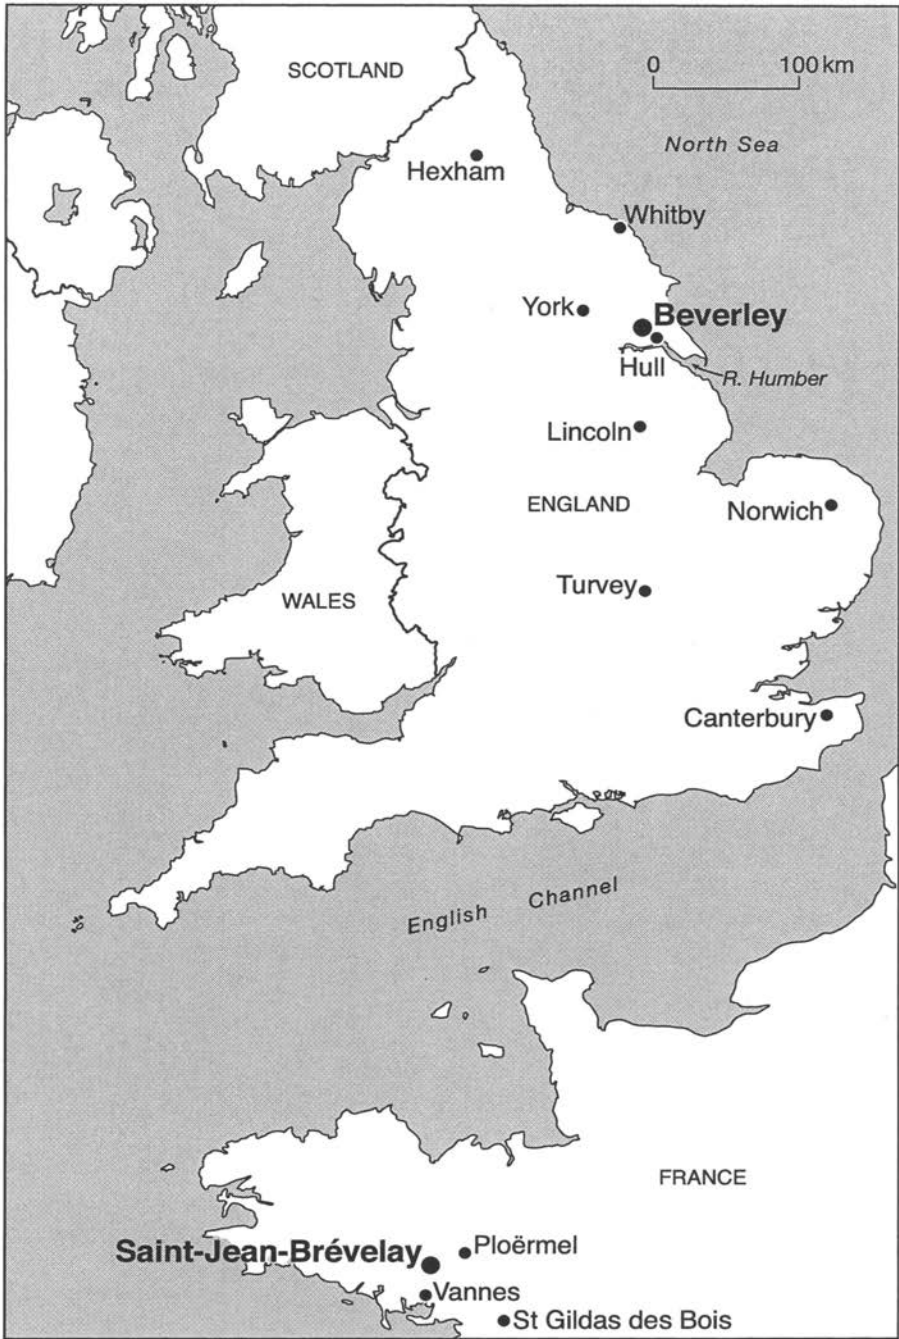 SCOTLAND
0 100 km
North Sea
Hexham
Whitby
York
Beverley
Hull
R. Humber
Lincoln
ENGLAND
Norwich
Turvey
WALES
Canterbury
English Channel
FRANCE
Saint-Jean-Brévelay
Ploërmel
Vannes
St Gildas des Bois